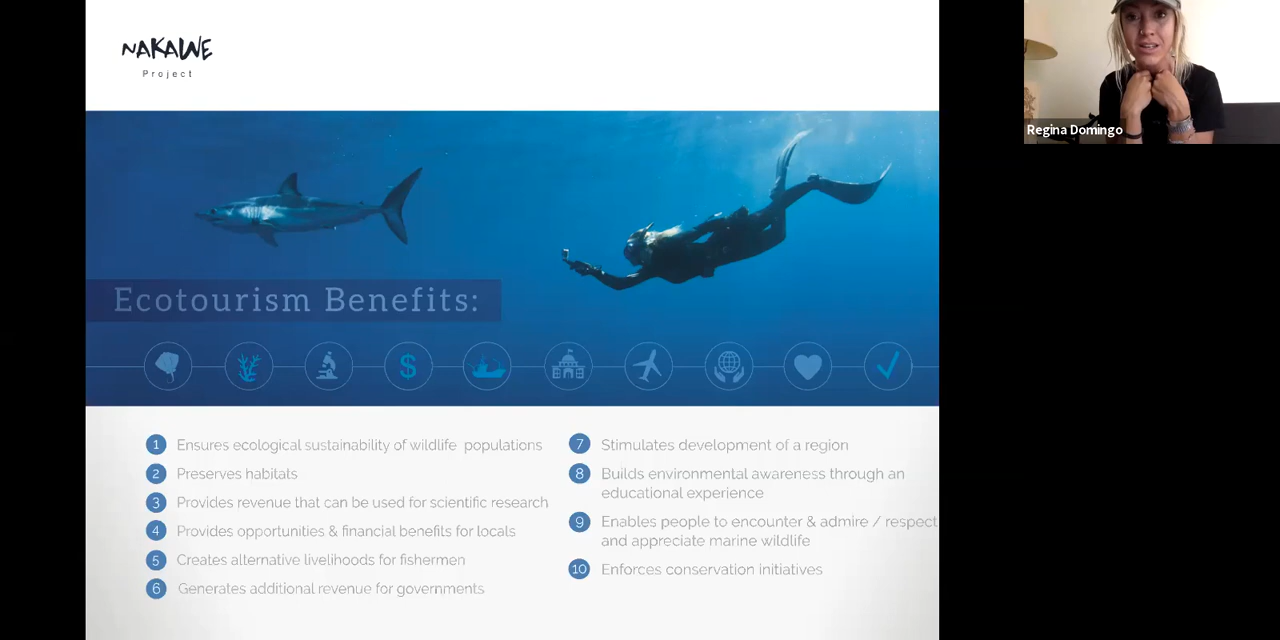 NAKAWE
Project
Regina Domingo
Ecotourism Benefits:
$
1 Ensures ecological sustainability of wildlife populations
2 Preserves habitats
3 Provides revenue that can be used for scientific research
4 Provides opportunities & financial benefits for locals
5 Creates alternative livelihoods for fishermen
6 Generates additional revenue for governments
7 Stimulates development of a region
8 Builds environmental awareness through an
educational experience
9 Enables people to encounter & admire / respect
and appreciate marine wildlife
10 Enforces conservation initiatives